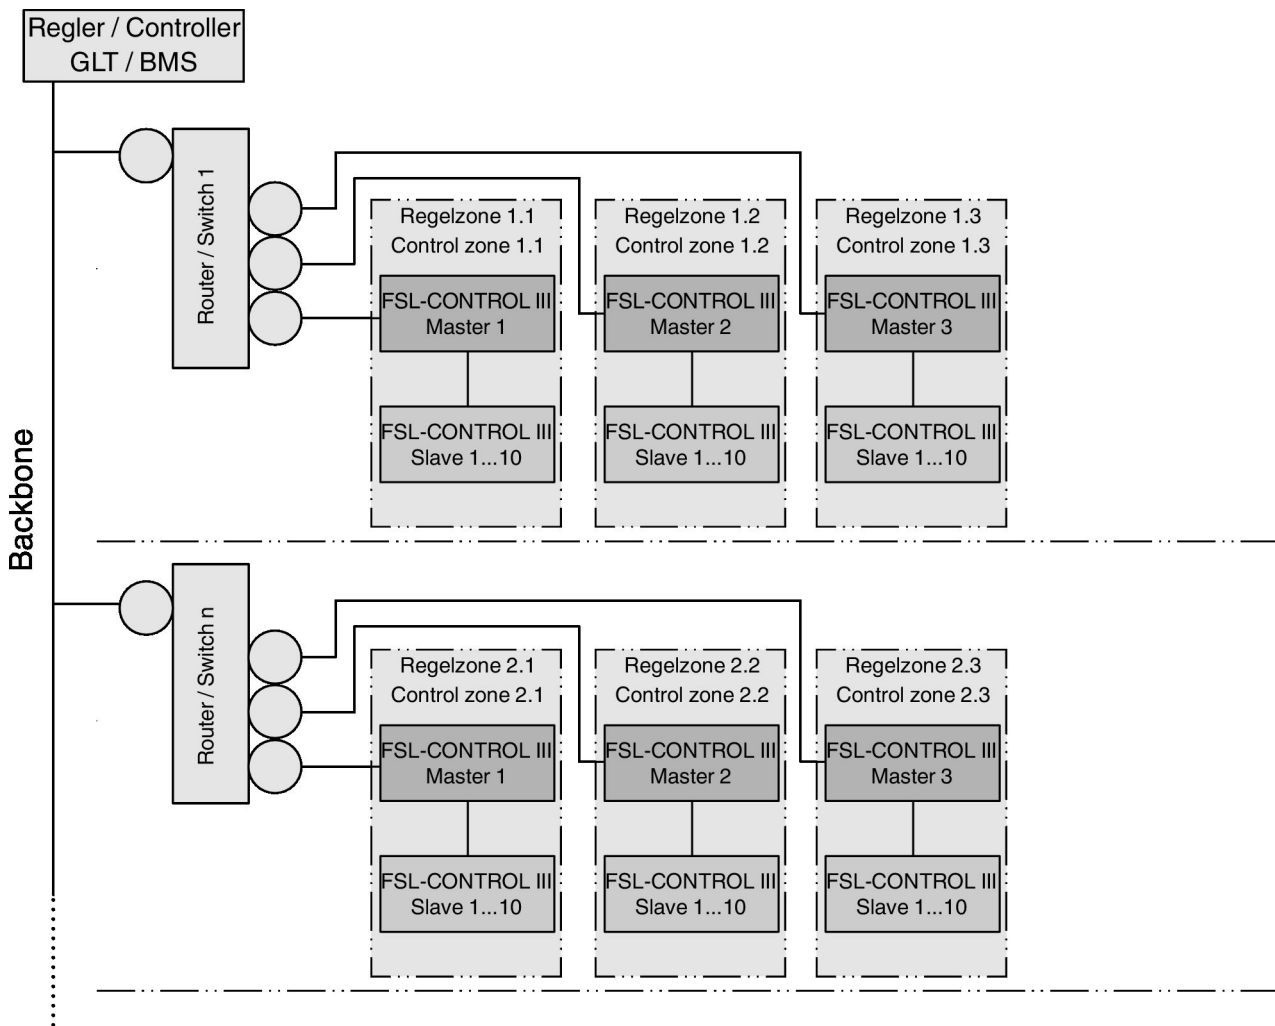 Regler / Controller
GLT / BMS
Backbone
Router / Switch 1
Regelzone 1.1
Control zone 1.1
FSL-CONTROL III
Master 1
FSL-CONTROL III
Slave 1...10
Regelzone 1.2
Control zone 1.2
FSL-CONTROL III
Master 2
FSL-CONTROL III
Slave 1...10
Regelzone 1.3
Control zone 1.3
FSL-CONTROL III
Master 3
FSL-CONTROL III
Slave 1...10
Router / Switch n
Regelzone 2.1
Control zone 2.1
FSL-CONTROL III
Master 1
FSL-CONTROL III
Slave 1...10
Regelzone 2.2
Control zone 2.2
FSL-CONTROL III
Master 2
FSL-CONTROL III
Slave 1...10
Regelzone 2.3
Control zone 2.3
FSL-CONTROL III
Master 3
FSL-CONTROL III
Slave 1...10